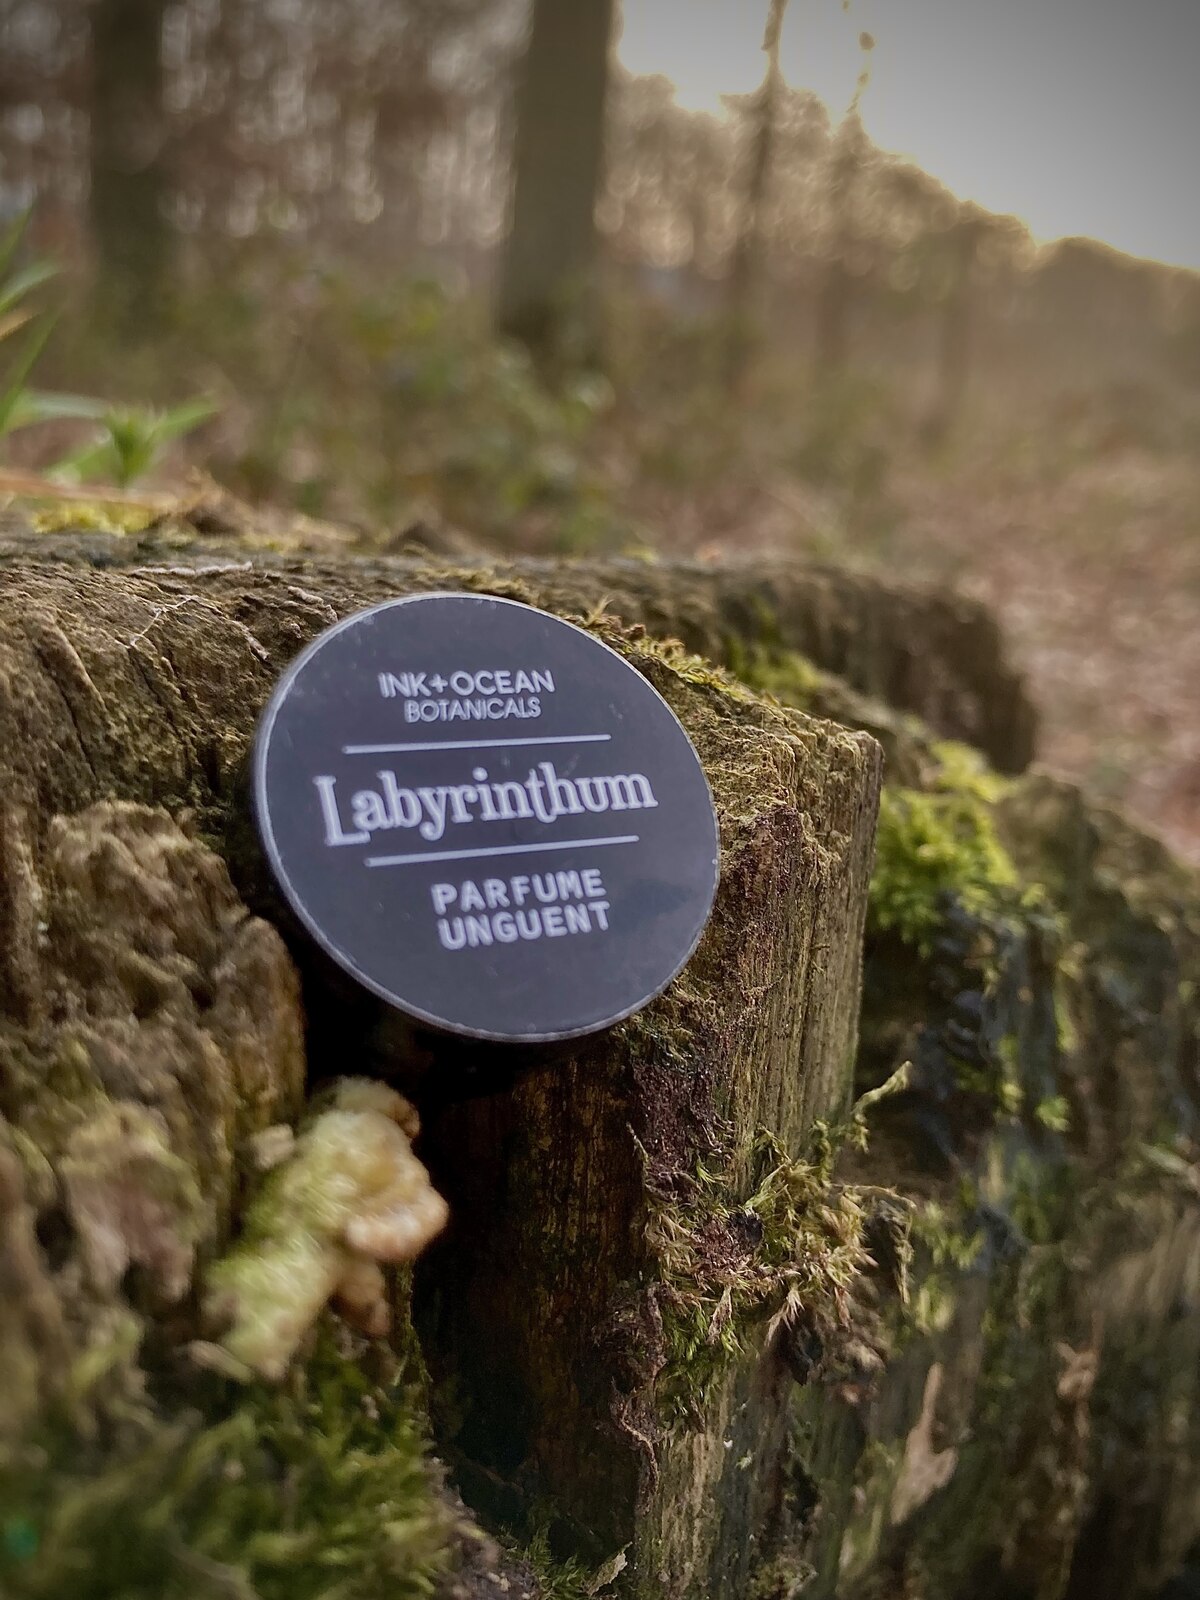 INK+OCEAN
BOTANICALS
Labyrinthum
PARFUME
UNGUENT